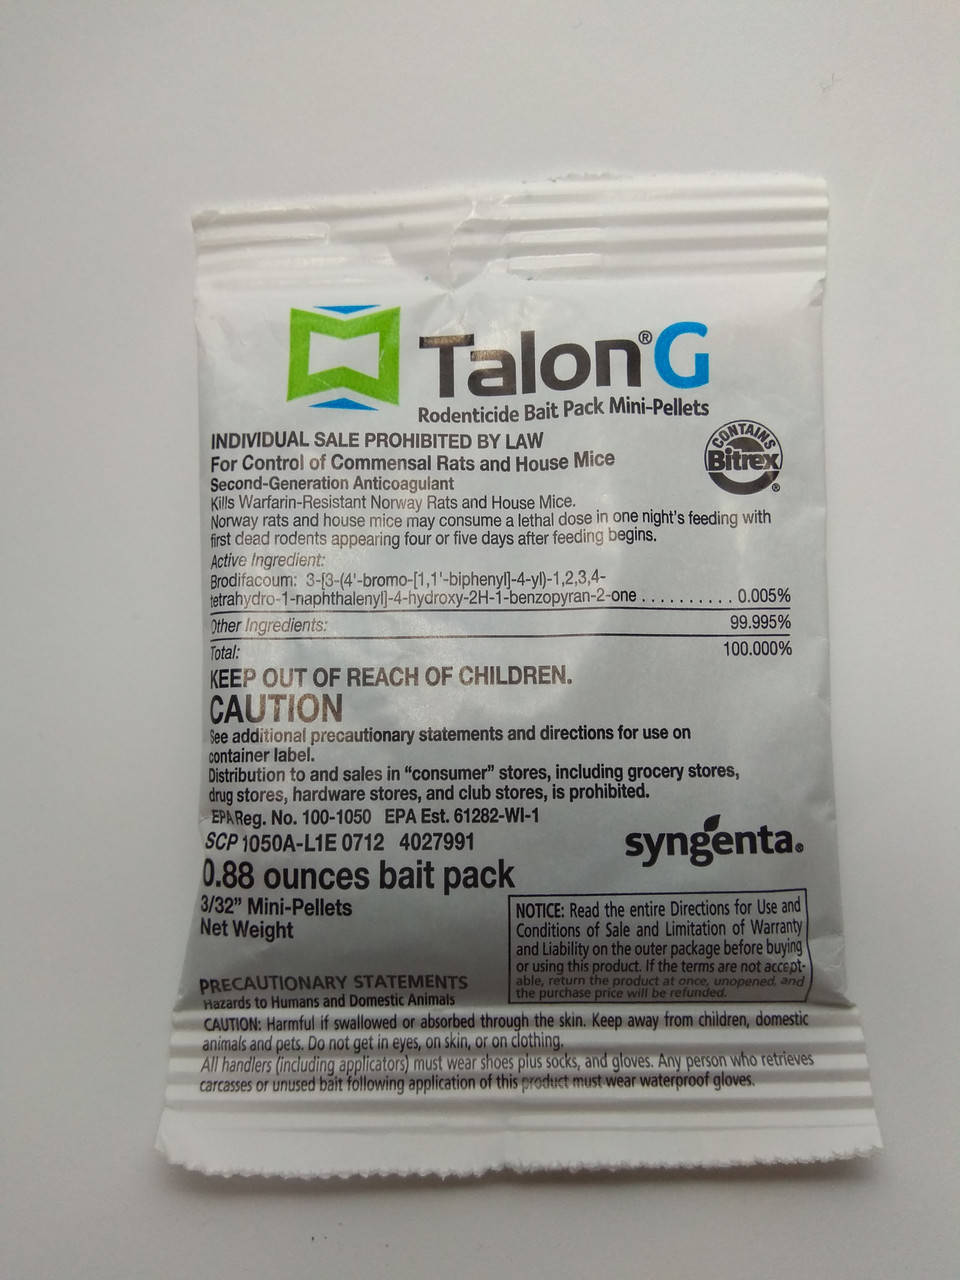 Talon® G
Rodenticide Bait Pack Mini-Pellets
INDIVIDUAL SALE PROHIBITED BY LAW
For Control of Commensal Rats and House Mice
CONTAINS
Bitrex
®
Second-Generation Anticoagulant
Kills Warfarin-Resistant Norway Rats and House Mice.
Norway rats and house mice may consume a lethal dose in one night's feeding with
first dead rodents appearing four or five days after feeding begins.
Active Ingredient:
Brodifacoum: 3-[3-(4'-bromo-[1,1'-biphenyl]-4-yl)-1,2,3,4-
tetrahydro-1-naphthalenyl]-4-hydroxy-2H-1-benzopyran-2-one . . . . . . . . . . 0.005%
Other Ingredients: 99.995%
Total: 100.000%
KEEP OUT OF REACH OF CHILDREN.
CAUTION
See additional precautionary statements and directions for use on
container label.
Distribution to and sales in "consumer" stores, including grocery stores,
drug stores, hardware stores, and club stores, is prohibited.
EPA Reg. No. 100-1050 EPA Est. 61282-WI-1
SCP 1050A-L1E 0712 4027991
syngenta®
0.88 ounces bait pack
3/32" Mini-Pellets
Net Weight
NOTICE: Read the entire Directions for Use and
Conditions of Sale and Limitation of Warranty
and Liability on the outer package before buying
or using this product. If the terms are not accept-
able, return the product at once, unopened, and
the purchase price will be refunded.
PRECAUTIONARY STATEMENTS
Hazards to Humans and Domestic Animals
CAUTION: Harmful if swallowed or absorbed through the skin. Keep away from children, domestic
animals and pets. Do not get in eyes, on skin, or on clothing.
All handlers (including applicators) must wear shoes plus socks, and gloves. Any person who retrieves
carcasses or unused bait following application of this product must wear waterproof gloves.